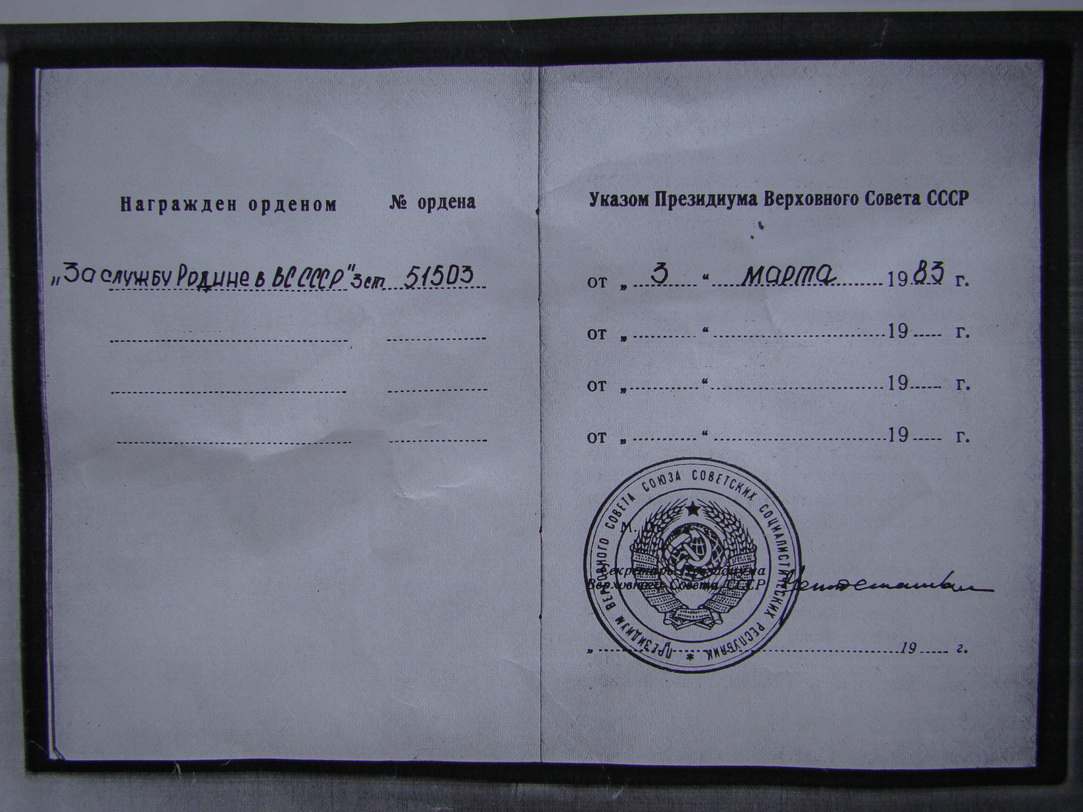 Награжден орденом № ордена
„За службу Родине в ВС СССР" 3 ст. 51503
Указом Президиума Верховного Совета СССР
от „ 3 “ марта 1983 г.
от „ “ 19 г.
от „ “ 19 г.
от „ “ 19 г.
М. П.
Секретарь Президиума
Верховного Совета СССР
„ 19 г.
ПРЕЗИДИУМ ВЕРХОВНОГО СОВЕТА СОЮЗА СОВЕТСКИХ СОЦИАЛИСТИЧЕСКИХ РЕСПУБЛИК